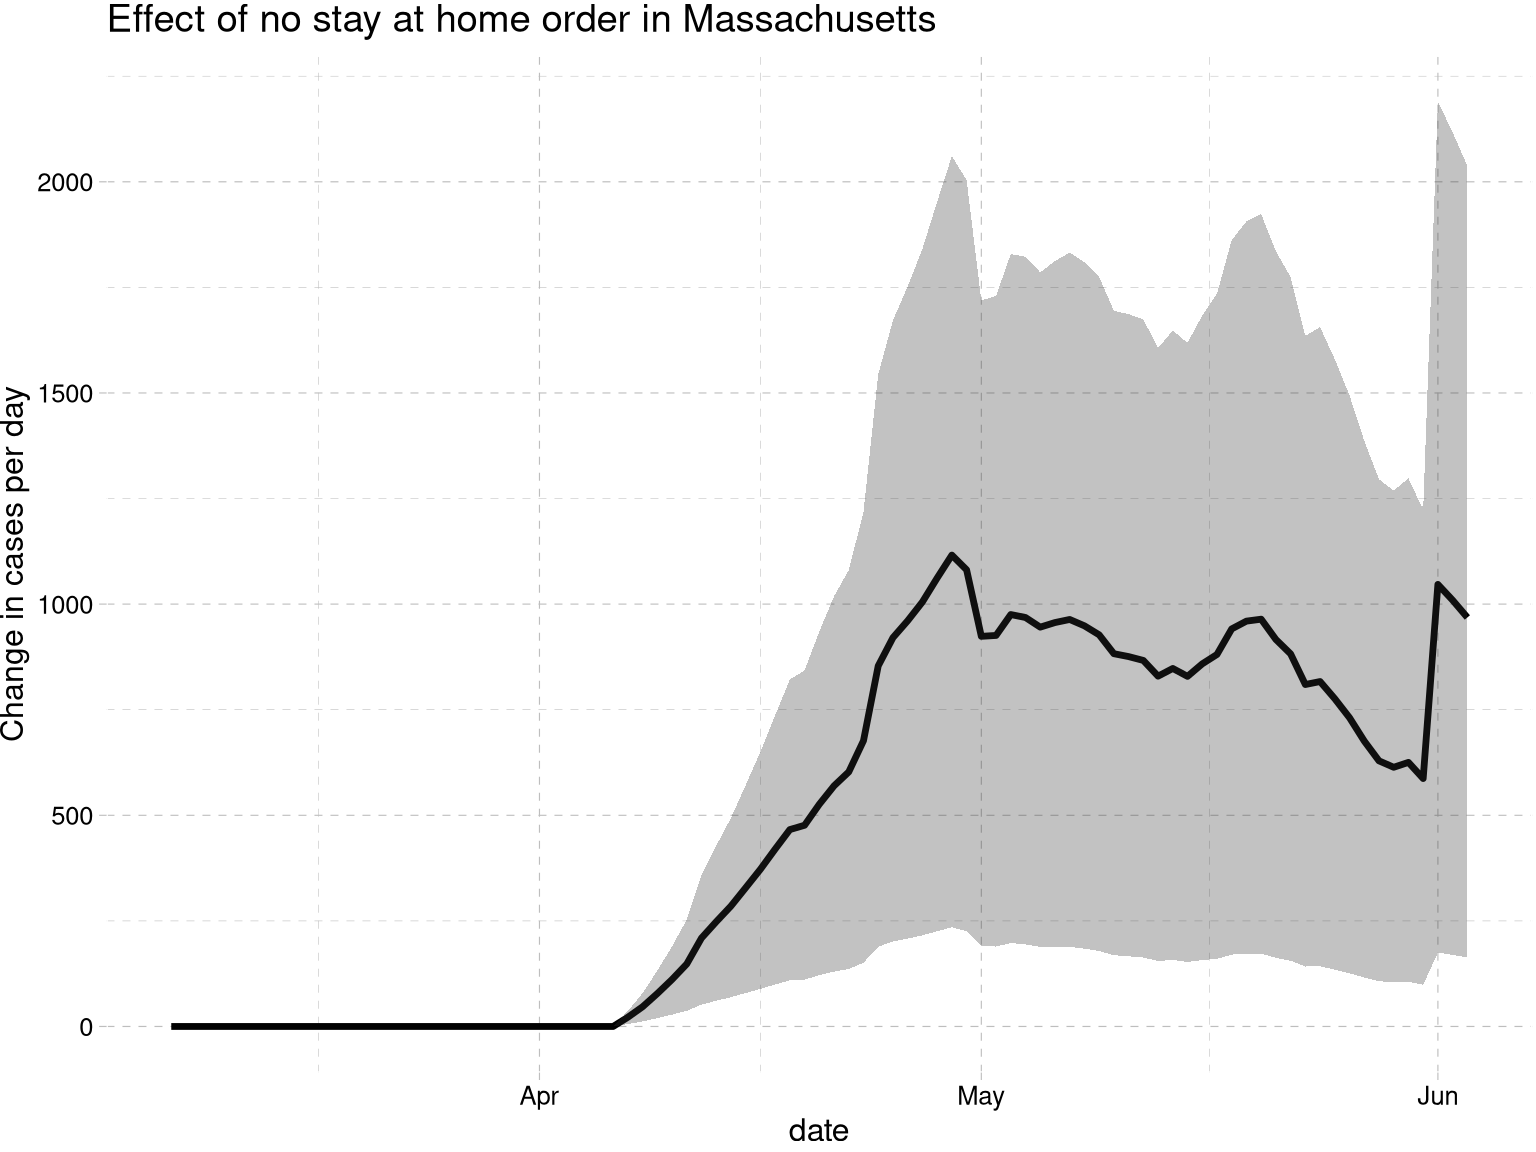 Effect of no stay at home order in Massachusetts
Change in cases per day
2000
1500
1000
500
0
Apr
May
Jun
date